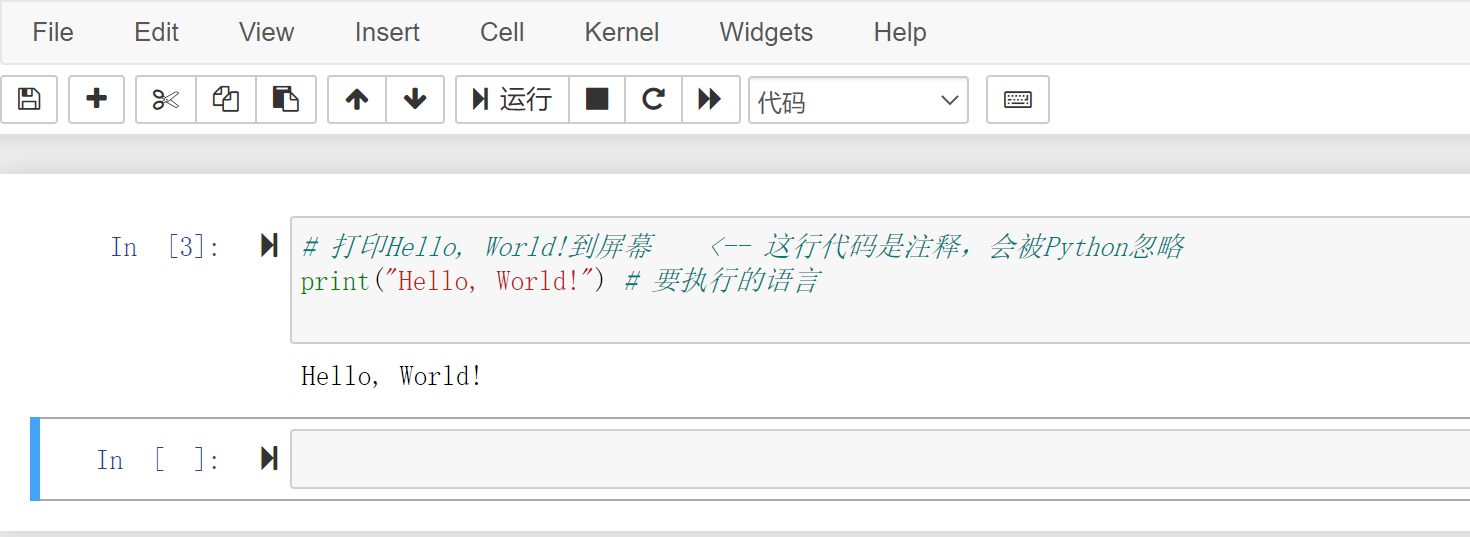 File Edit View Insert Cell Kernel Widgets Help
运行 代码
In [3]: # 打印Hello, World!到屏幕    <-- 这行代码是注释，会被Python忽略
print("Hello, World!") # 要执行的语言
Hello, World!
In [ ]: